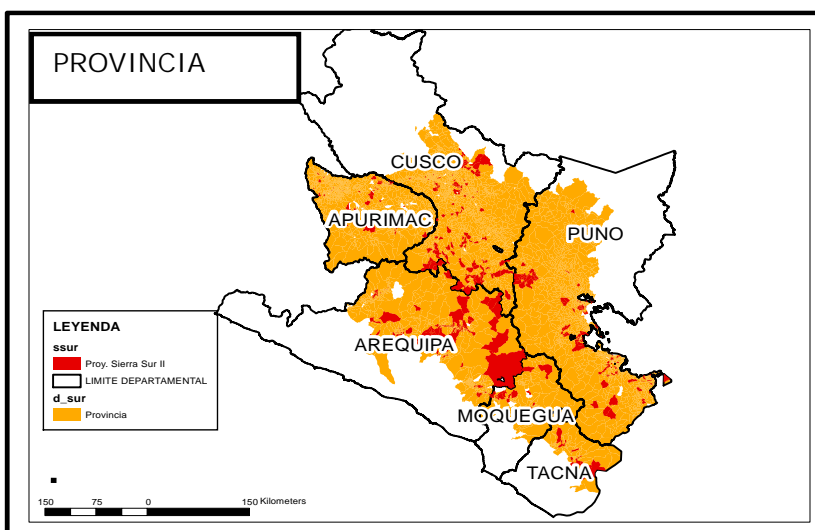 PROVINCIA
CUSCO
APURIMAC
PUNO
AREQUIPA
MOQUEGUA
TACNA
LEYENDA
ssur
Proy. Sierra Sur II
LIMITE DEPARTAMENTAL
d_sur
Provincia
150 75 0 150 Kilometers